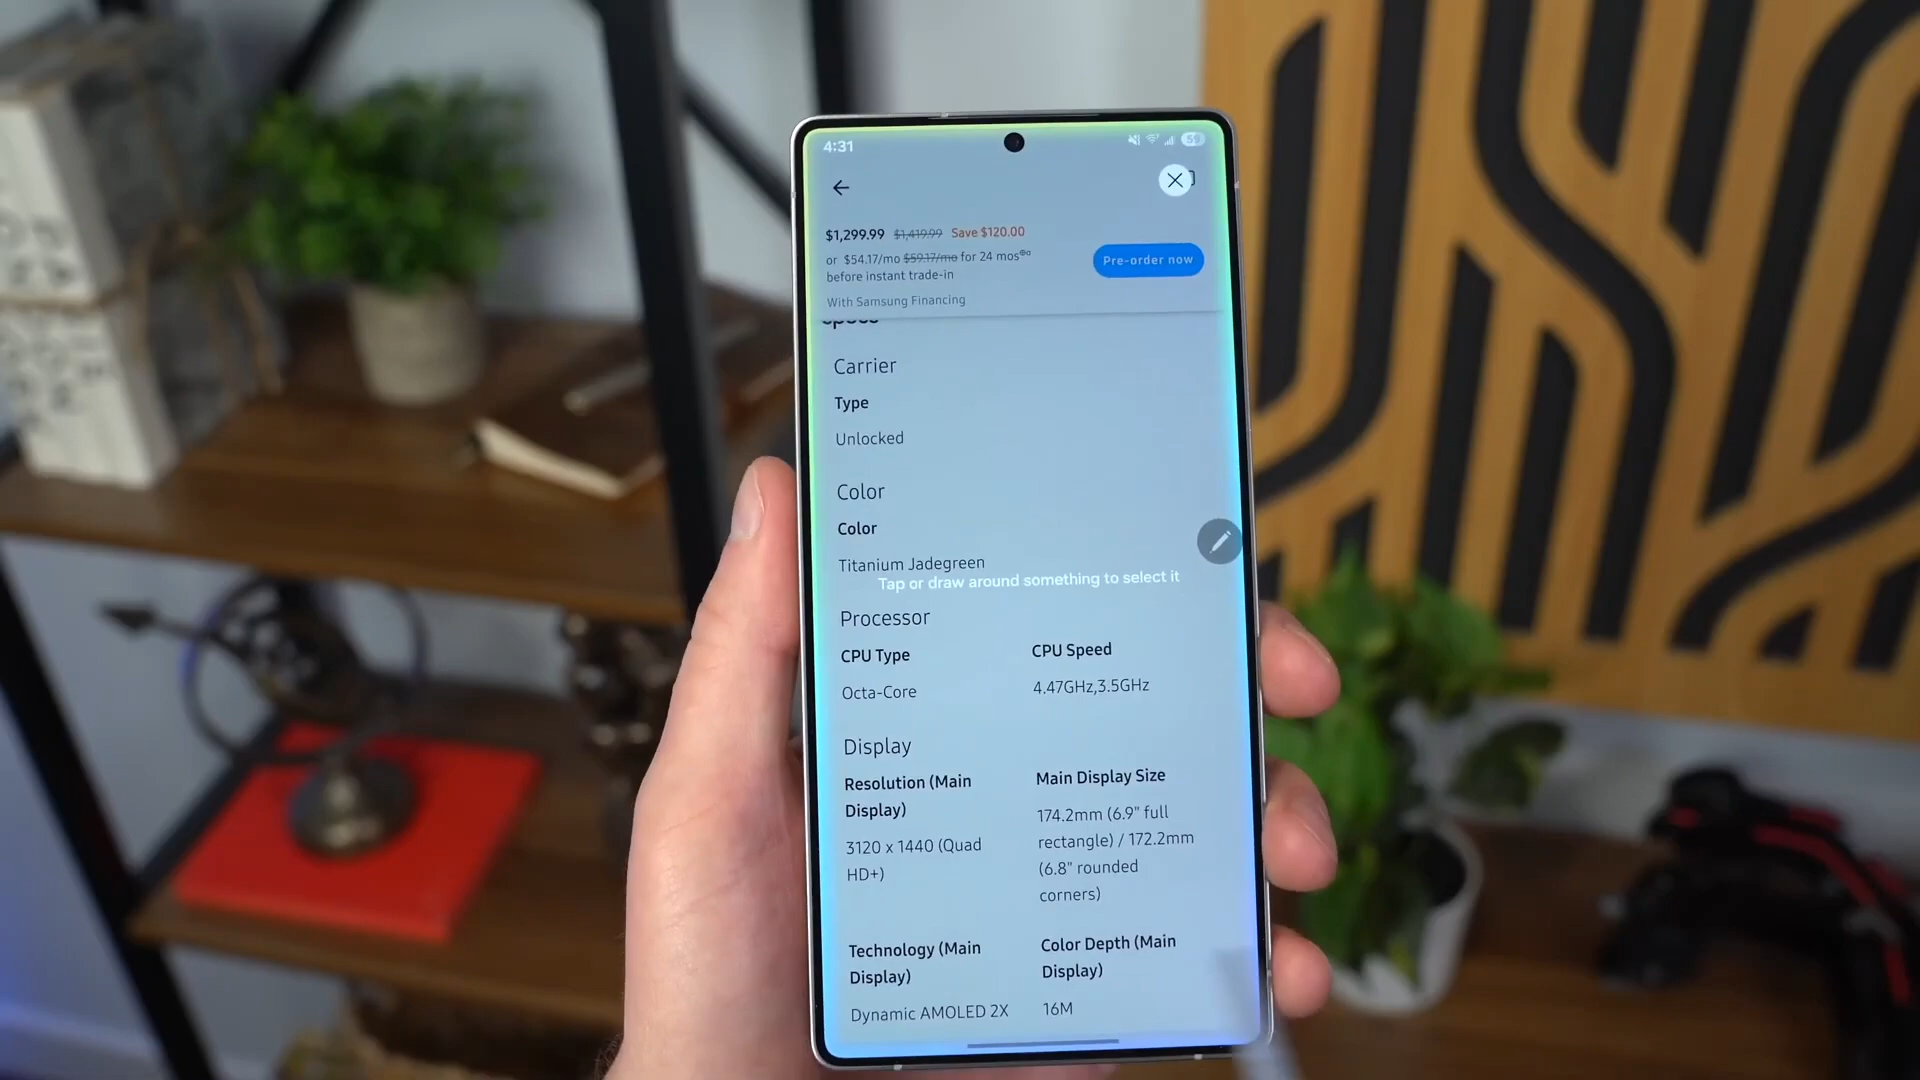 4:31
59
$1,299.99 $1,419.99 Save $120.00
or $54.17/mo $59.17/mo for 24 mos
before instant trade-in
Pre-order now
With Samsung Financing
Specs
Carrier
Type
Unlocked
Color
Color
Titanium Jadegreen
Tap or draw around something to select it
Processor
CPU Type
Octa-Core
CPU Speed
4.47GHz,3.5GHz
Display
Resolution (Main
Display)
3120 x 1440 (Quad
HD+)
Main Display Size
174.2mm (6.9" full
rectangle) / 172.2mm
(6.8" rounded
corners)
Technology (Main
Display)
Dynamic AMOLED 2X
Color Depth (Main
Display)
16M